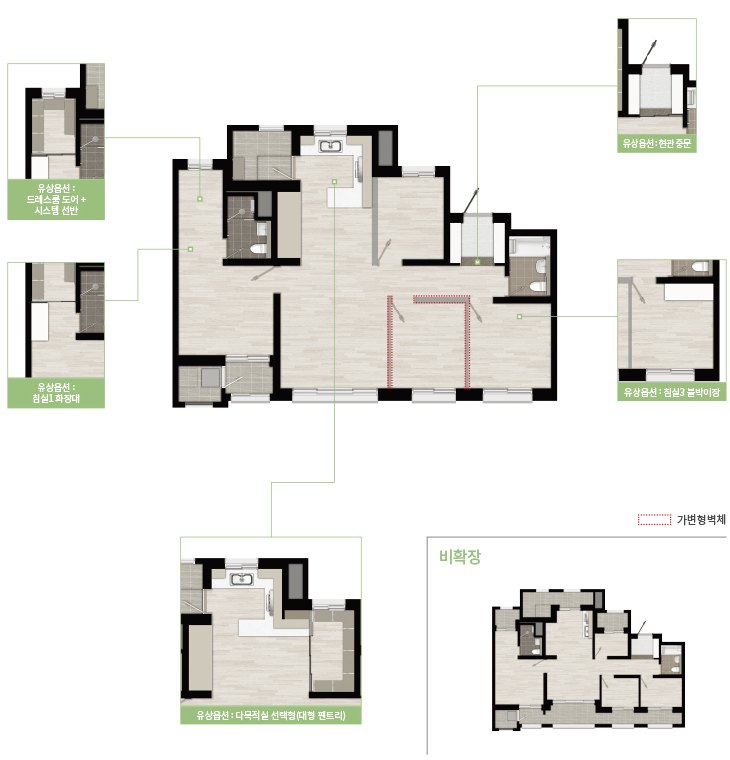 유상옵션 : 현관 중문
유상옵션 :
드레스룸 도어 +
시스템 선반
유상옵션 :
침실1 화장대
유상옵션 : 침실3 붙박이장
가변형벽체
비확장
유상옵션 : 다목적실 선택형(대형 팬트리)